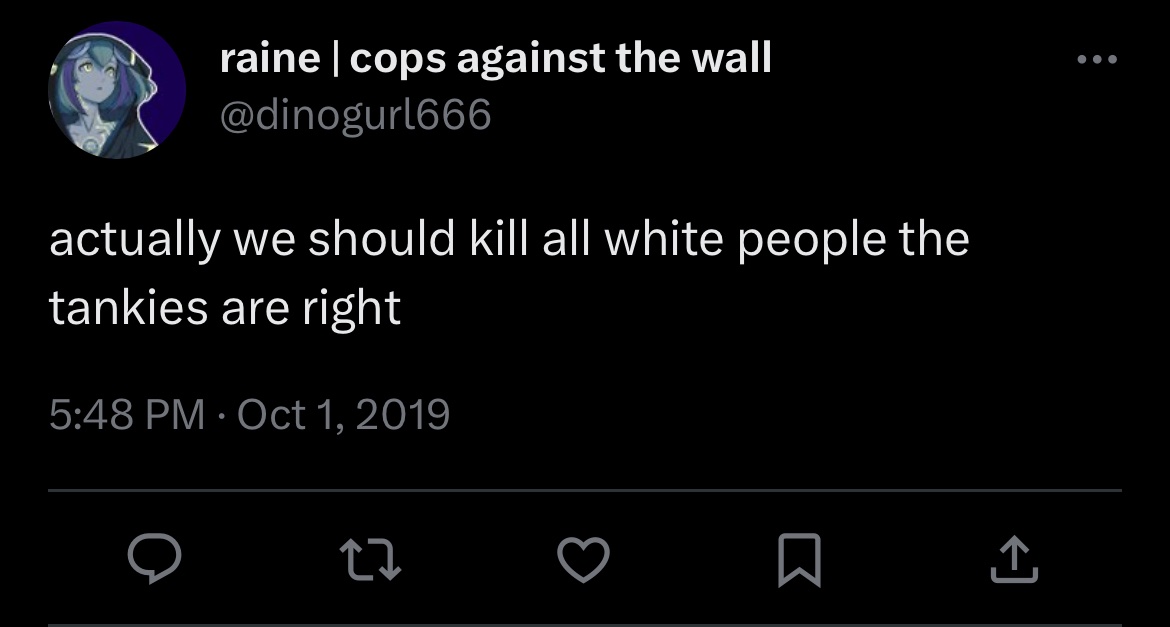 raine | cops against the wall
@dinogurl666
actually we should kill all white people the
tankies are right
5:48 PM · Oct 1, 2019